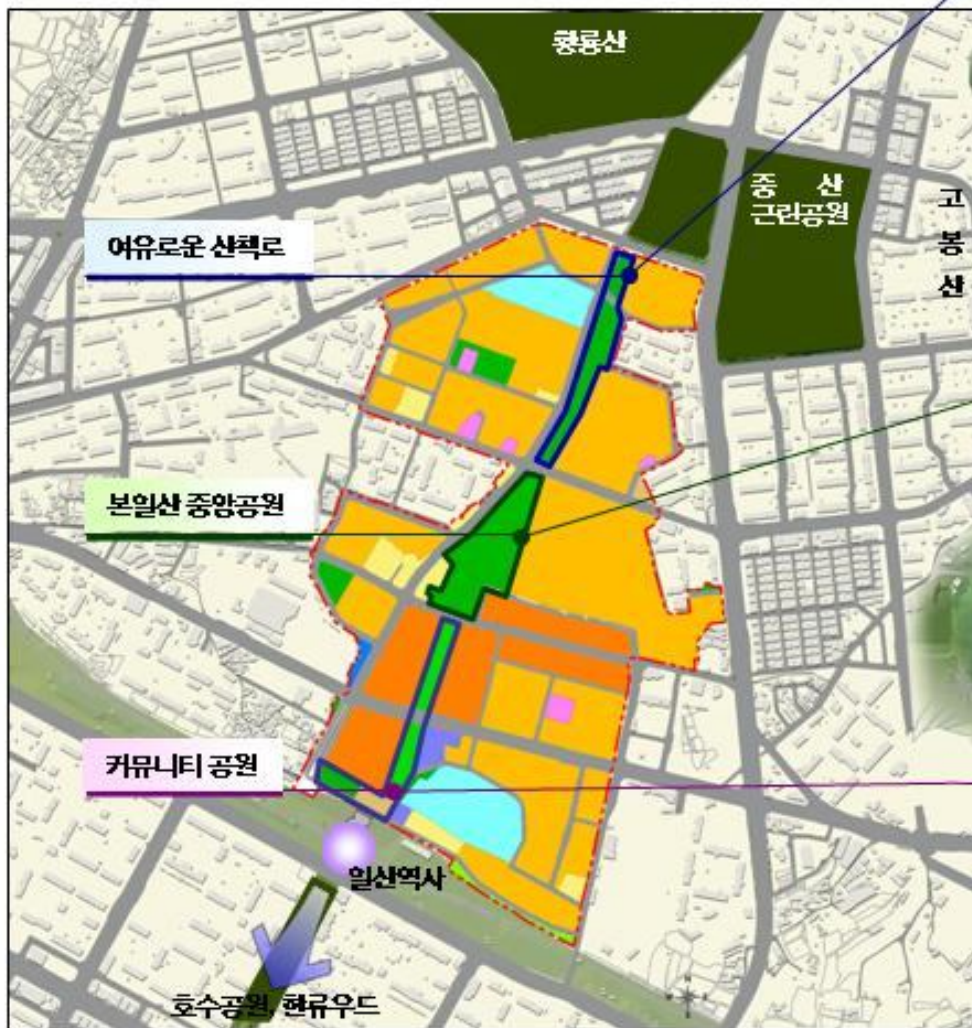 황룡산
중 산
근린공원
고
봉
산
여유로운 산책로
본일산 중앙공원
커뮤니티 공원
일산역사
호수공원, 한류우드